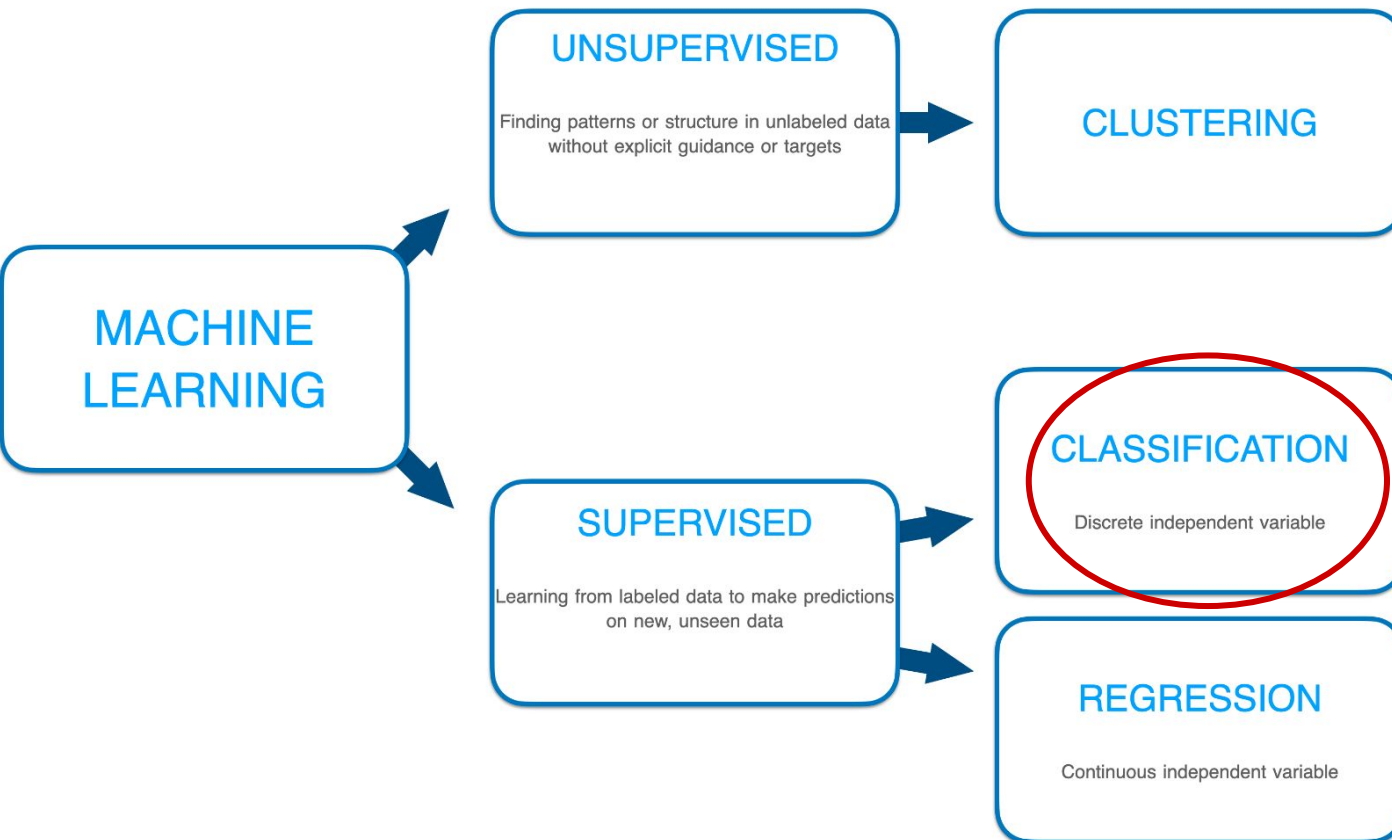 UNSUPERVISED
Finding patterns or structure in unlabeled data
without explicit guidance or targets
CLUSTERING
MACHINE
LEARNING
SUPERVISED
Learning from labeled data to make predictions
on new, unseen data
CLASSIFICATION
Discrete independent variable
REGRESSION
Continuous independent variable